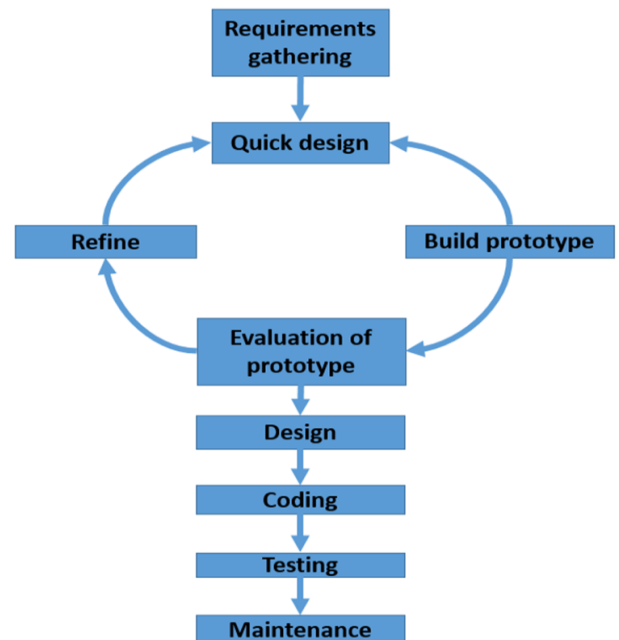 Requirements
gathering
Quick design
Refine
Build prototype
Evaluation of
prototype
Design
Coding
Testing
Maintenance